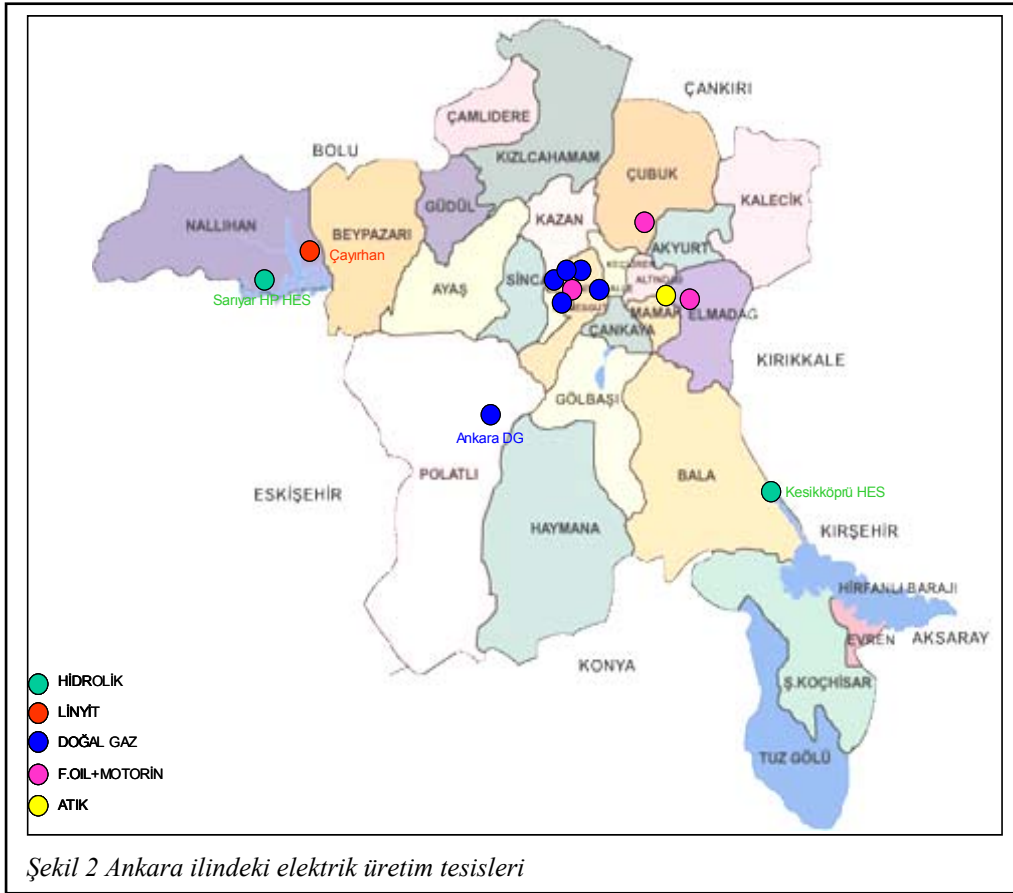 ÇANKIRI
ÇAMLIDERE
BOLU
KIZLCAHAMAM
ÇUBUK
KALECİK
GÜDÜL
KAZAN
NALLIHAN
BEYPAZARI
AKYURT
Çayırhan
SİNCA
ALTINDAĞ
AYAŞ
Sarıyar HP HES
MAMAK
ELMADAĞ
ÇANKAYA
KIRIKKALE
GÖLBAŞI
Ankara DG
POLATLI
BALA
ESKİŞEHİR
Kesikköprü HES
HAYMANA
KIRŞEHİR
HİRFANLI BARAJI
EVREN
AKSARAY
KONYA
Ş.KOÇHİSAR
TUZ GÖLÜ
HİDROLİK
LİNYİT
DOĞAL GAZ
F.OIL+MOTORİN
ATIK
Şekil 2 Ankara ilindeki elektrik üretim tesisleri